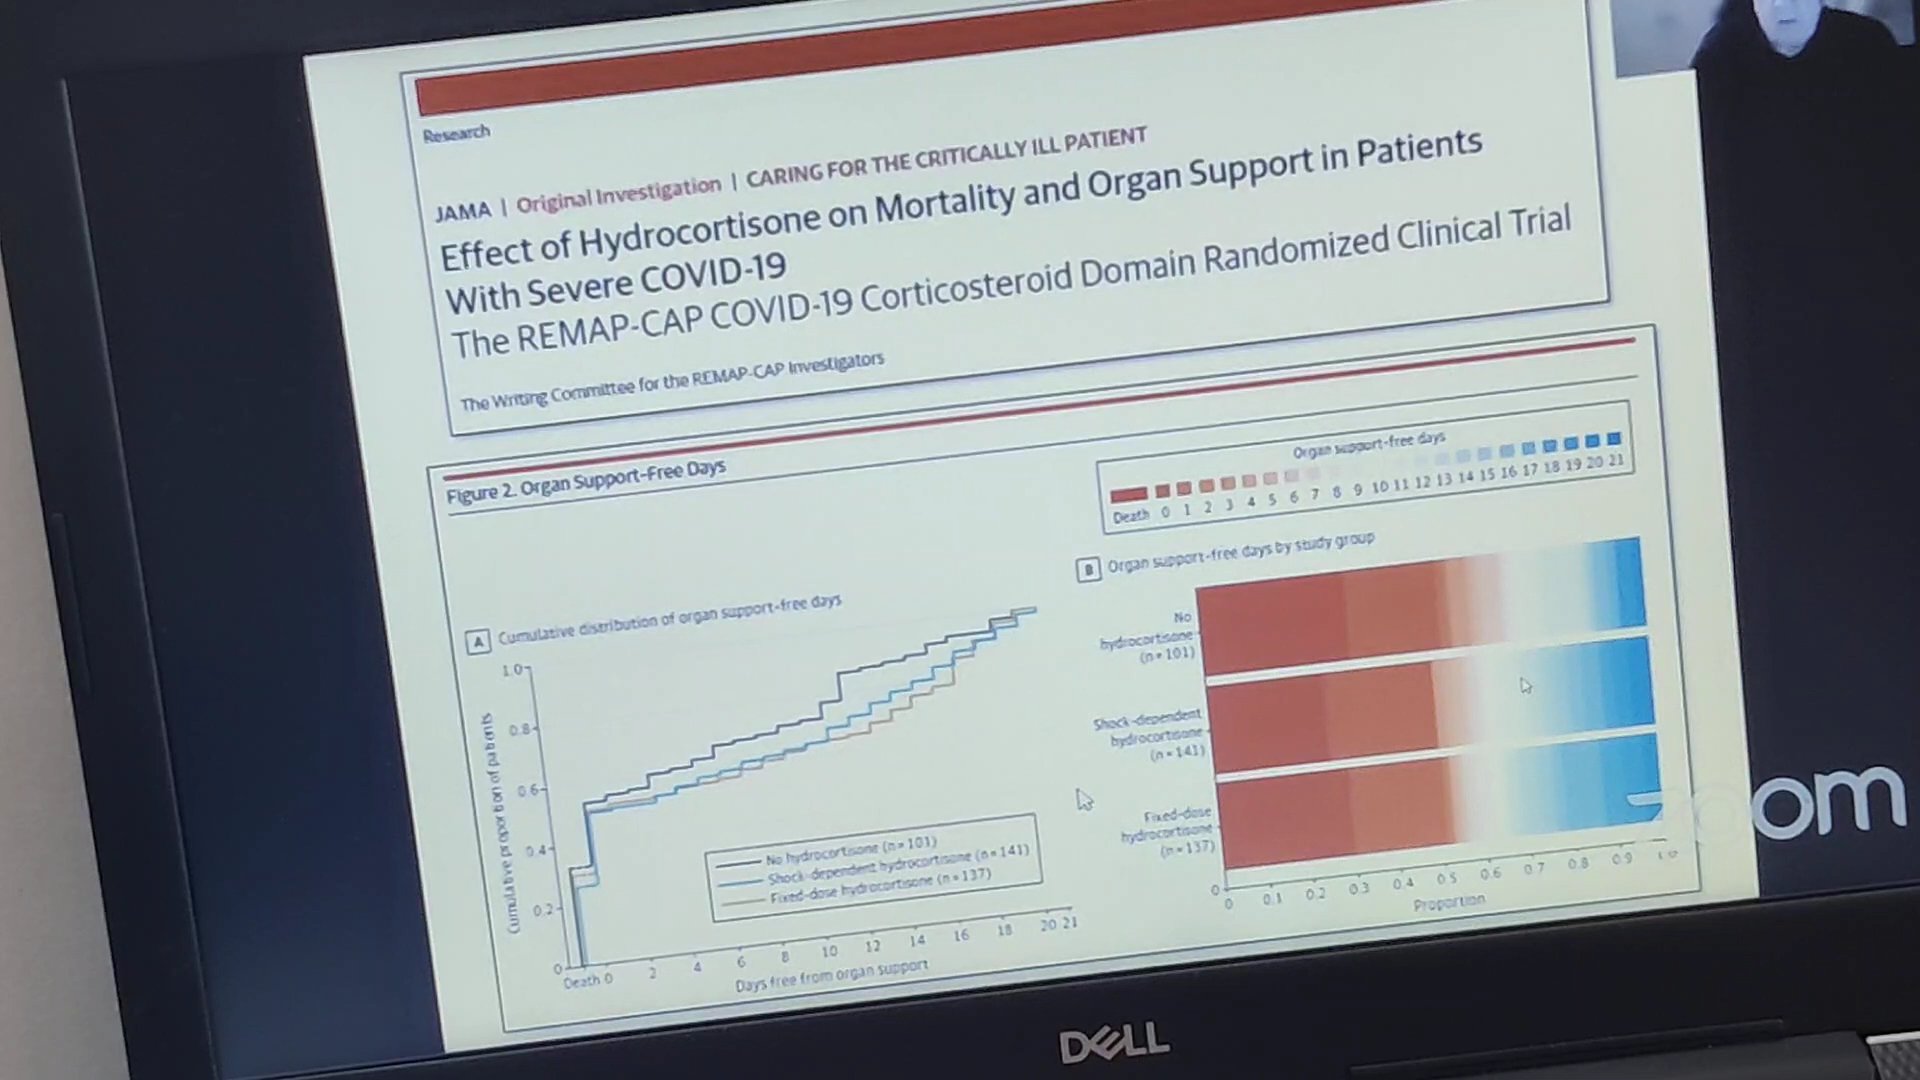 Research
JAMA | Original Investigation | CARING FOR THE CRITICALLY ILL PATIENT
Effect of Hydrocortisone on Mortality and Organ Support in Patients
With Severe COVID-19
The REMAP-CAP COVID-19 Corticosteroid Domain Randomized Clinical Trial
The Writing Committee for the REMAP-CAP Investigators
Figure 2. Organ Support-Free Days
Organ support-free days
Death 0 1 2 3 4 5 6 7 8 9 10 11 12 13 14 15 16 17 18 19 20 21
A Cumulative distribution of organ support-free days
1.0
0.8
0.6
0.4
0.2
0
Cumulative proportion of patients
No hydrocortisone (n=101)
Shock-dependent hydrocortisone (n=141)
Fixed-dose hydrocortisone (n=137)
Death 0 2 4 6 8 10 12 14 16 18 20 21
Days free from organ support
B Organ support-free days by study group
No
hydrocortisone
(n=101)
Shock-dependent
hydrocortisone
(n=141)
Fixed-dose
hydrocortisone
(n=137)
0
0 0.1 0.2 0.3 0.4 0.5 0.6 0.7 0.8 0.9 1.0
Proportion
zoom
DELL